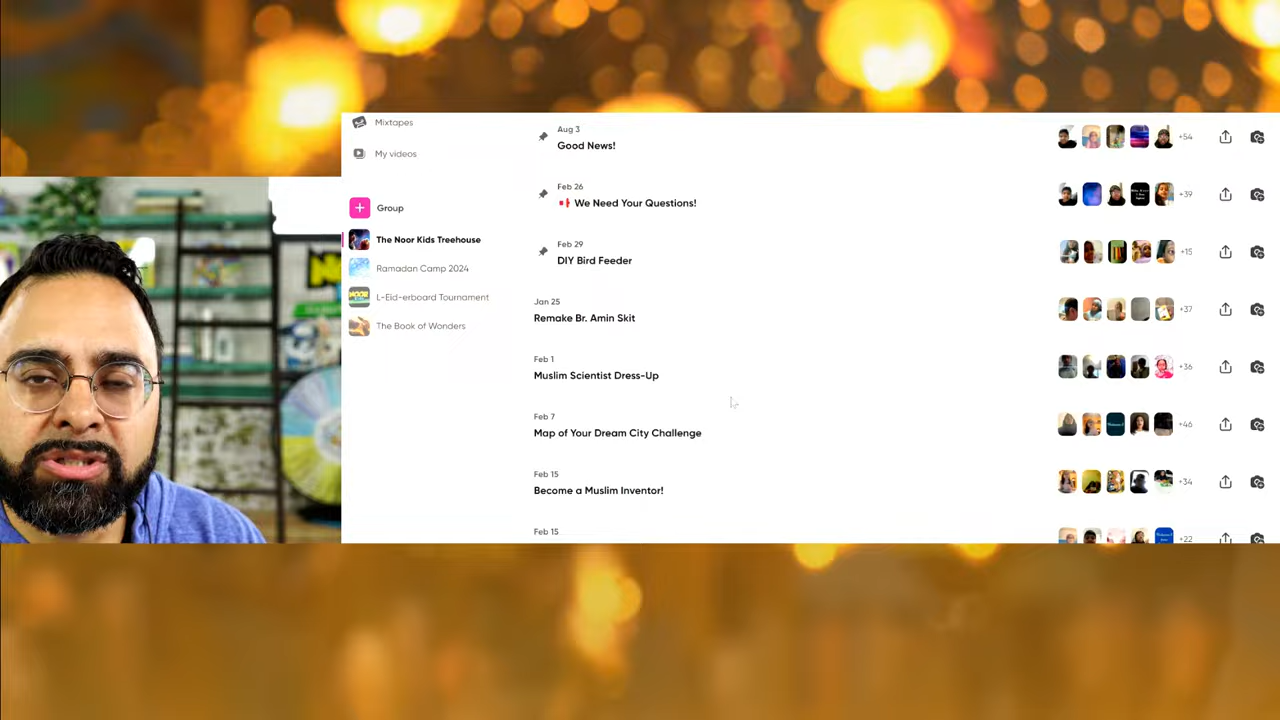 Mixtapes
My videos
Group
The Noor Kids Treehouse
Ramadan Camp 2024
L-Eid-erboard Tournament
The Book of Wonders
Aug 3
Good News!
+54
Feb 26
We Need Your Questions!
+39
Feb 29
DIY Bird Feeder
+15
Jan 25
Remake Br. Amin Skit
+37
Feb 1
Muslim Scientist Dress-Up
+36
Feb 7
Map of Your Dream City Challenge
+46
Feb 15
Become a Muslim Inventor!
+34
Feb 15
+22